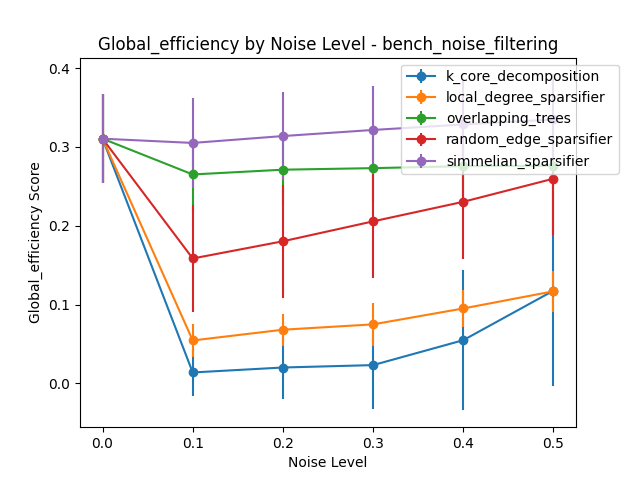 Global_efficiency by Noise Level - bench_noise_filtering
k_core_decomposition
local_degree_sparsifier
overlapping_trees
random_edge_sparsifier
simmelian_sparsifier
Global_efficiency Score
0.4
0.3
0.2
0.1
0.0
0.0 0.1 0.2 0.3 0.4 0.5
Noise Level